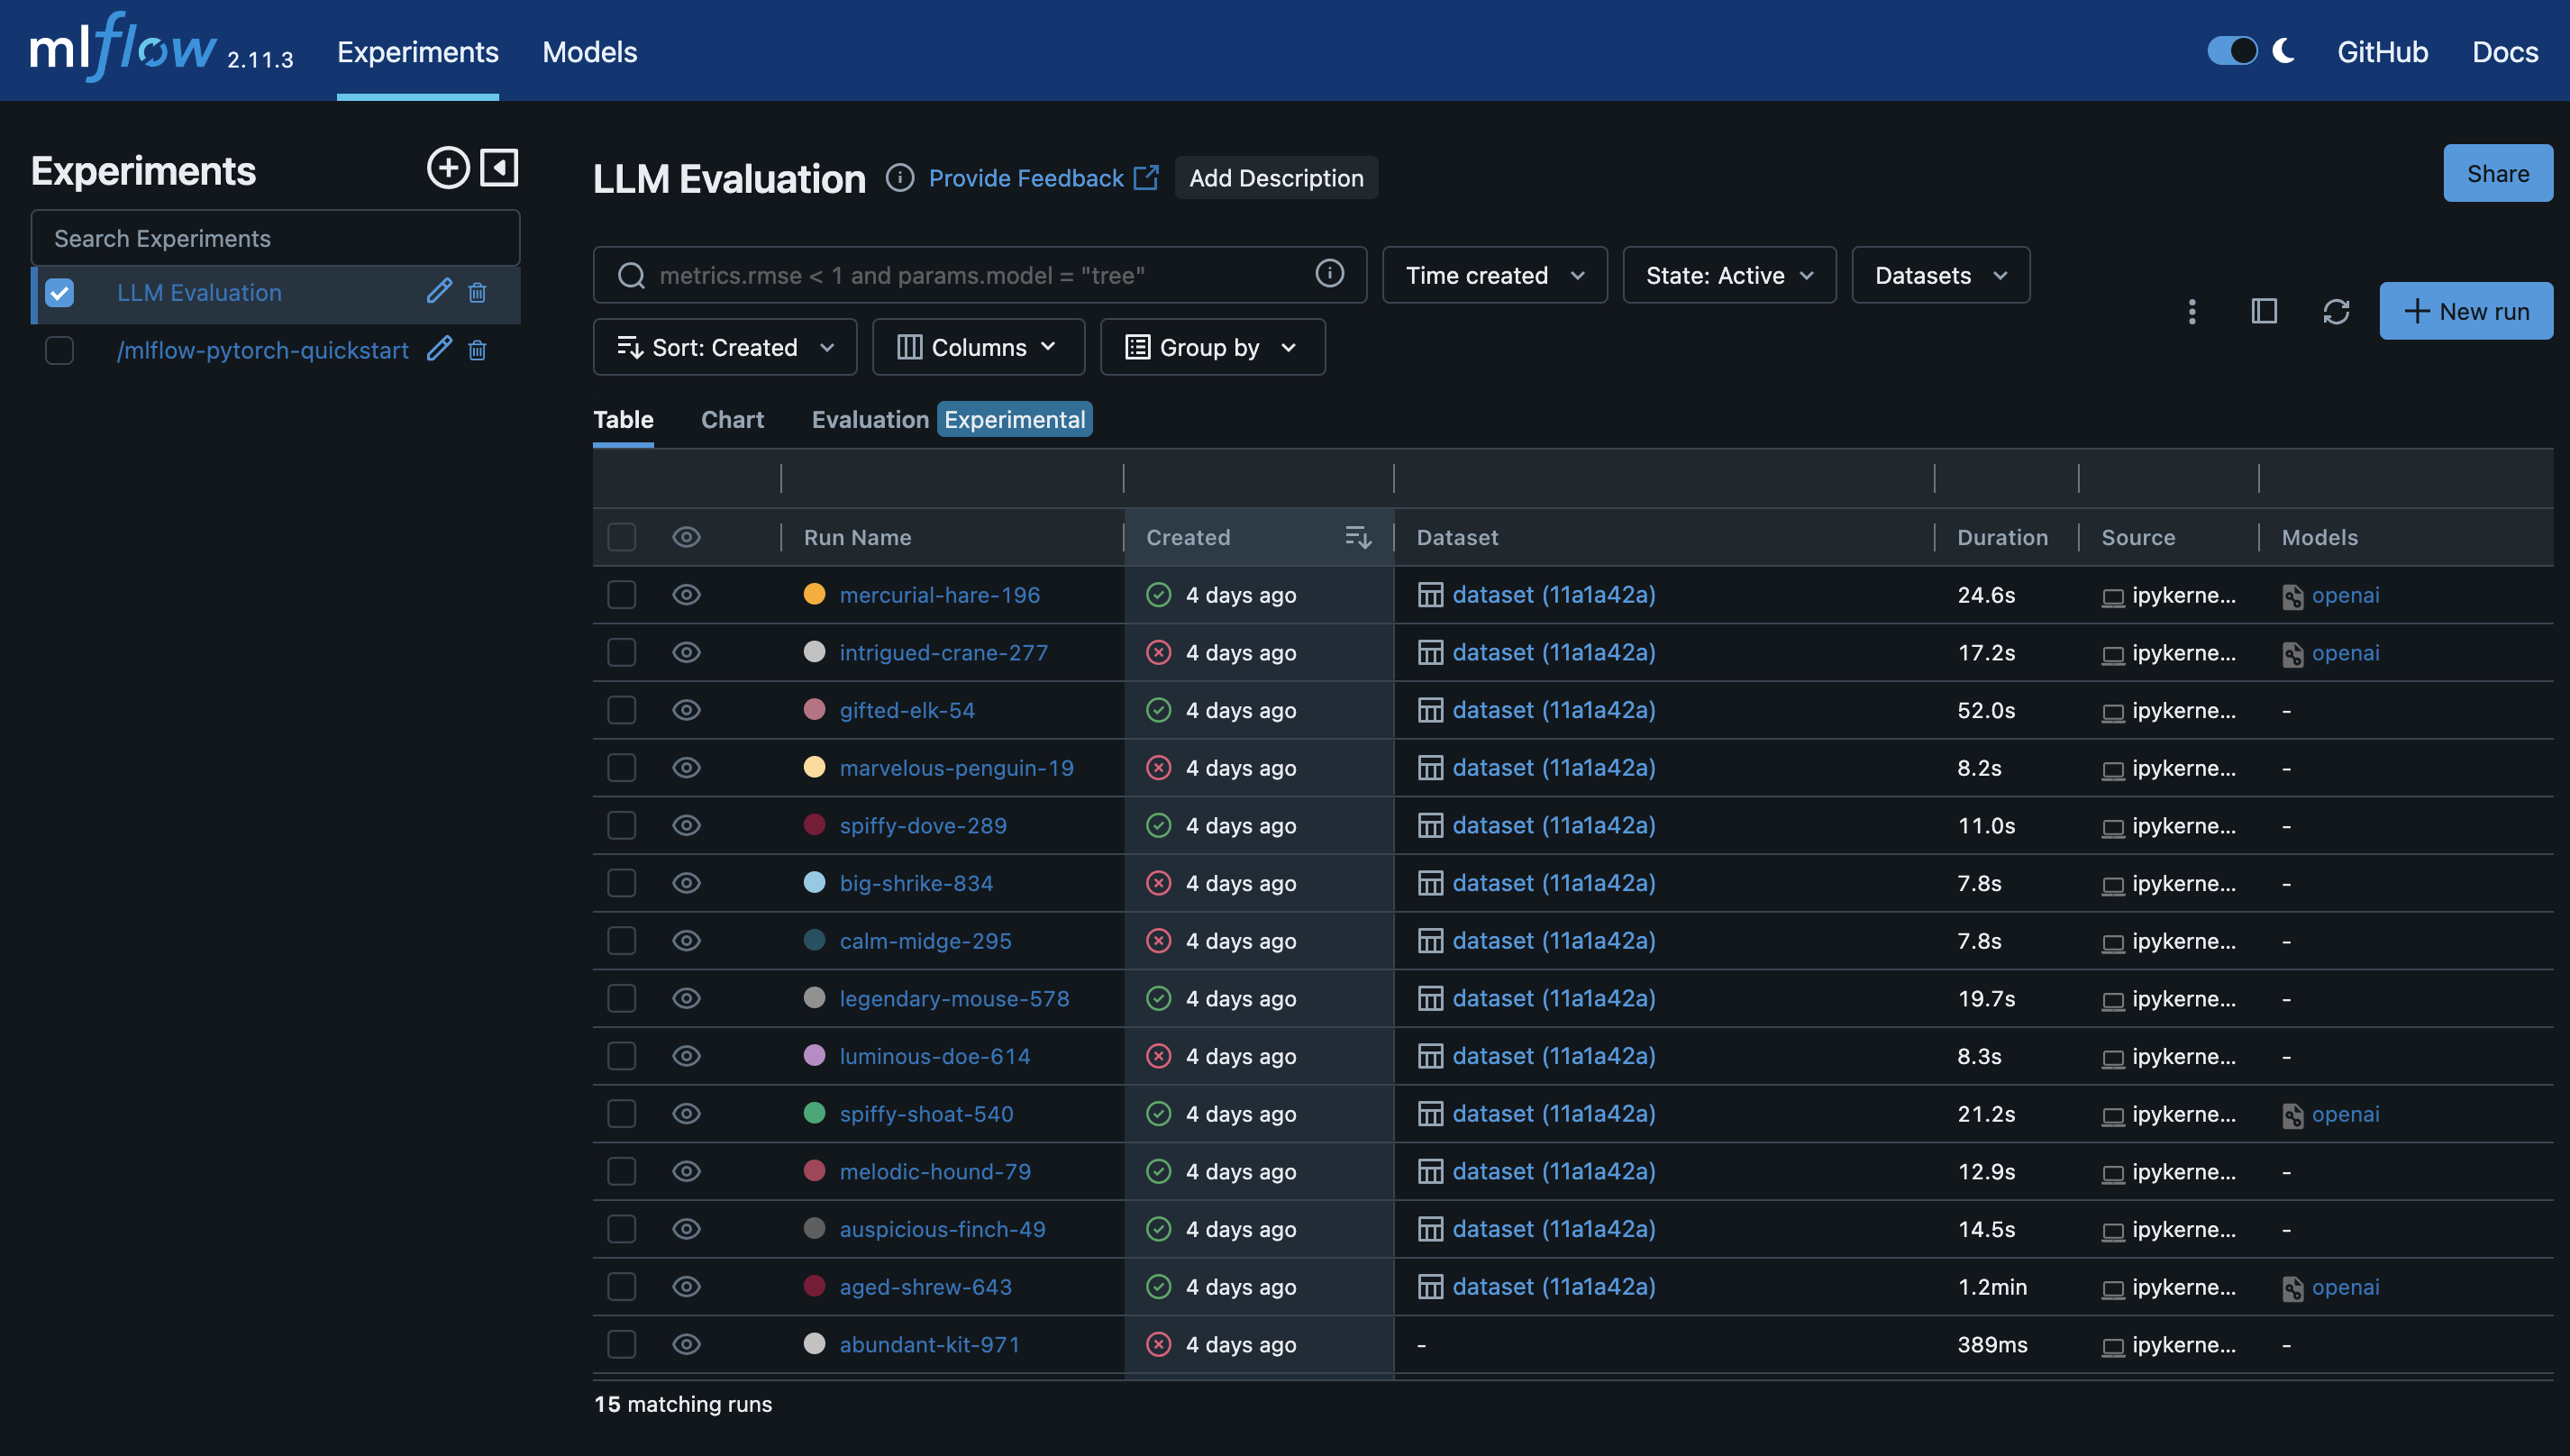 mlflow 2.11.3 Experiments Models GitHub Docs
Experiments
Search Experiments
LLM Evaluation
/mlflow-pytorch-quickstart
LLM Evaluation Provide Feedback Add Description Share
metrics.rmse < 1 and params.model = "tree" Time created State: Active Datasets
Sort: Created Columns Group by
New run
Table Chart Evaluation Experimental
Run Name Created Dataset Duration Source Models
mercurial-hare-196 4 days ago dataset (11a1a42a) 24.6s ipykerne... openai
intrigued-crane-277 4 days ago dataset (11a1a42a) 17.2s ipykerne... openai
gifted-elk-54 4 days ago dataset (11a1a42a) 52.0s ipykerne... -
marvelous-penguin-19 4 days ago dataset (11a1a42a) 8.2s ipykerne... -
spiffy-dove-289 4 days ago dataset (11a1a42a) 11.0s ipykerne... -
big-shrike-834 4 days ago dataset (11a1a42a) 7.8s ipykerne... -
calm-midge-295 4 days ago dataset (11a1a42a) 7.8s ipykerne... -
legendary-mouse-578 4 days ago dataset (11a1a42a) 19.7s ipykerne... -
luminous-doe-614 4 days ago dataset (11a1a42a) 8.3s ipykerne... -
spiffy-shoat-540 4 days ago dataset (11a1a42a) 21.2s ipykerne... openai
melodic-hound-79 4 days ago dataset (11a1a42a) 12.9s ipykerne... -
auspicious-finch-49 4 days ago dataset (11a1a42a) 14.5s ipykerne... -
aged-shrew-643 4 days ago dataset (11a1a42a) 1.2min ipykerne... openai
abundant-kit-971 4 days ago - 389ms ipykerne... -
15 matching runs